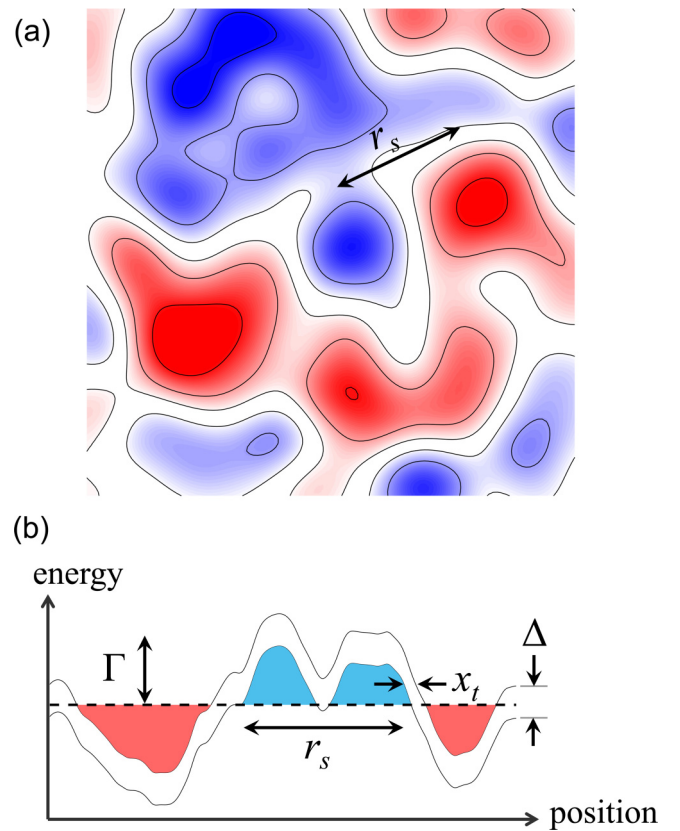 (a)
r_s
(b)
energy
Γ
Δ
x_t
r_s
position